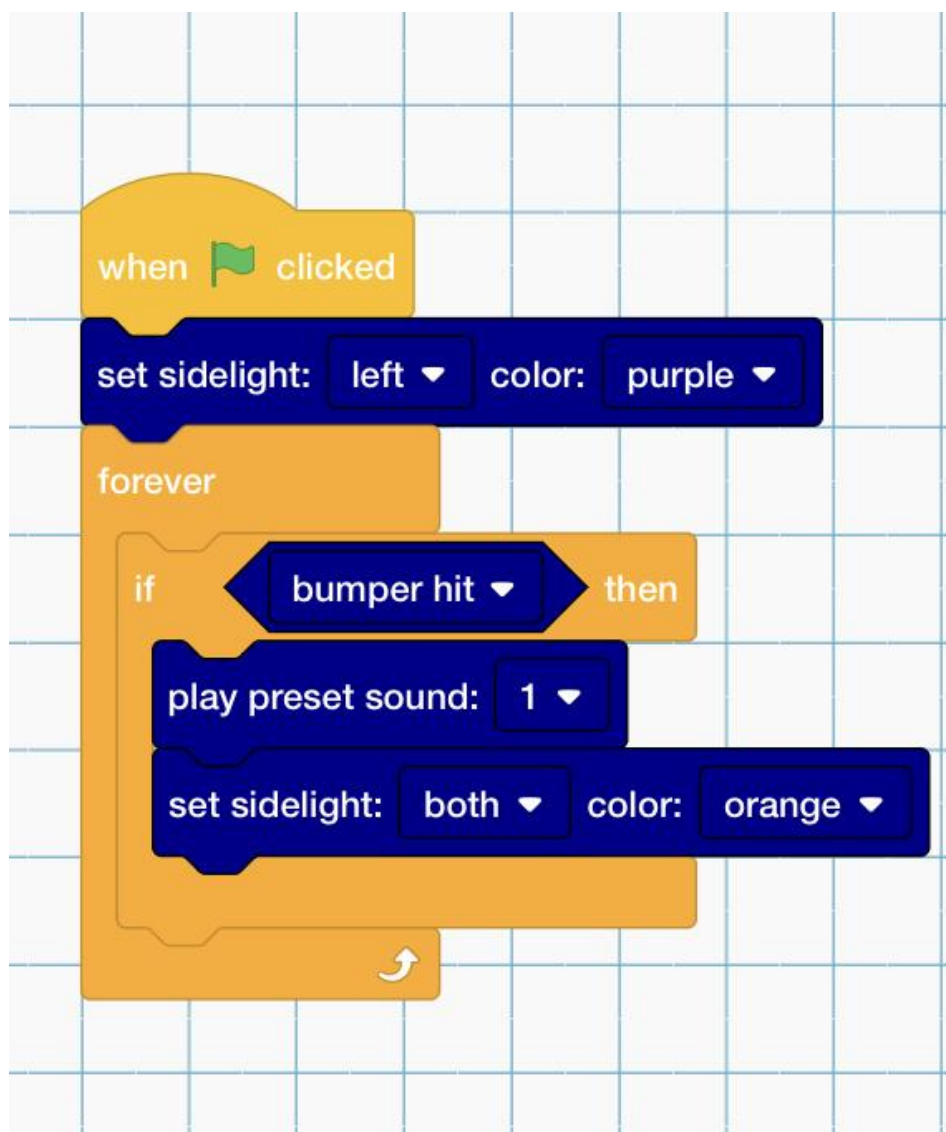 when clicked
set sidelight: left color: purple
forever
if bumper hit then
play preset sound: 1
set sidelight: both color: orange